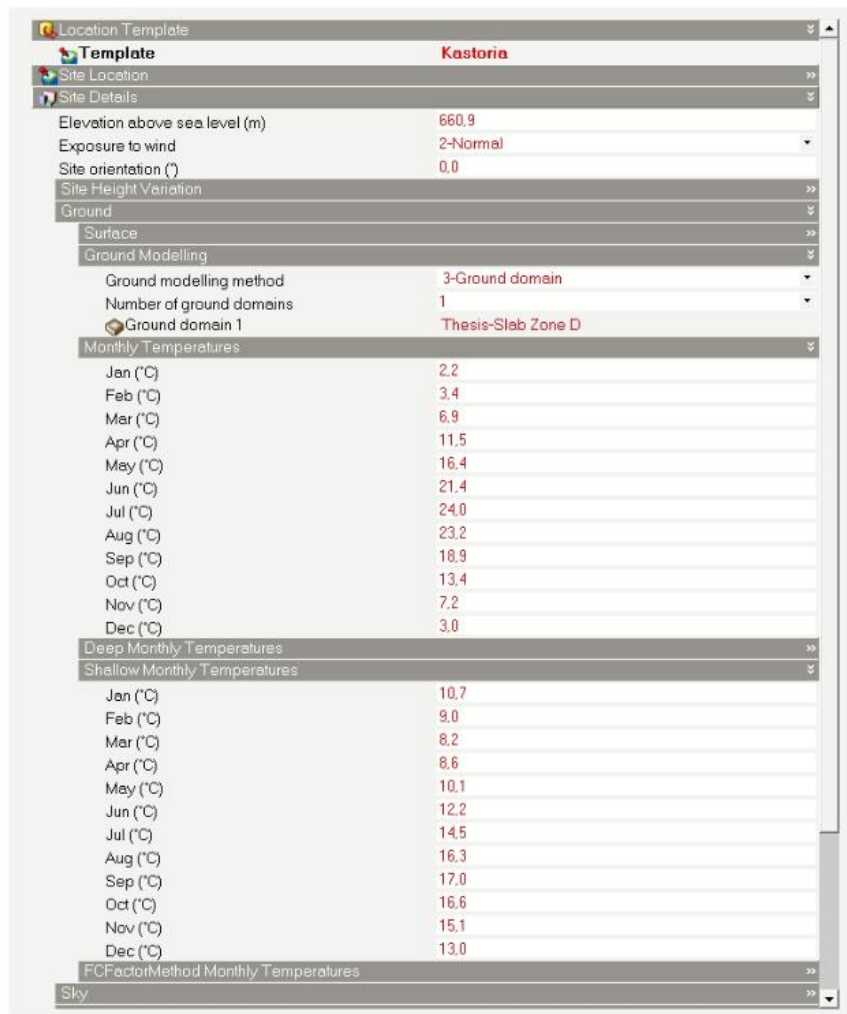 Location Template
Template Kastoria
Site Location
Site Details
Elevation above sea level (m) 660,9
Exposure to wind 2-Normal
Site orientation (°) 0,0
Site Height Variation
Ground
Surface
Ground Modelling
Ground modelling method 3-Ground domain
Number of ground domains 1
Ground domain 1 Thesis-Slab Zone D
Monthly Temperatures
Jan (°C) 2,2
Feb (°C) 3,4
Mar (°C) 6,9
Apr (°C) 11,5
May (°C) 16,4
Jun (°C) 21,4
Jul (°C) 24,0
Aug (°C) 23,2
Sep (°C) 18,9
Oct (°C) 13,4
Nov (°C) 7,2
Dec (°C) 3,0
Deep Monthly Temperatures
Shallow Monthly Temperatures
Jan (°C) 10,7
Feb (°C) 9,0
Mar (°C) 8,2
Apr (°C) 8,6
May (°C) 10,1
Jun (°C) 12,2
Jul (°C) 14,5
Aug (°C) 16,3
Sep (°C) 17,0
Oct (°C) 16,6
Nov (°C) 15,1
Dec (°C) 13,0
FCFactorMethod Monthly Temperatures
Sky